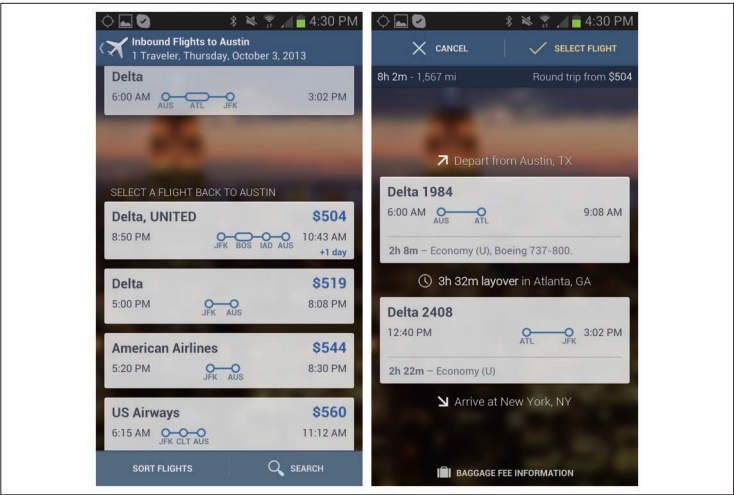 4:30 PM
Inbound Flights to Austin
1 Traveler, Thursday, October 3, 2013
Delta
6:00 AM AUS ATL JFK 3:02 PM
SELECT A FLIGHT BACK TO AUSTIN
Delta, UNITED $504
8:50 PM JFK BOS IAD AUS 10:43 AM
+1 day
Delta $519
5:00 PM JFK AUS 8:08 PM
American Airlines $544
5:20 PM JFK AUS 8:30 PM
US Airways $560
6:15 AM JFK CLT AUS 11:12 AM
SORT FLIGHTS SEARCH
4:30 PM
CANCEL SELECT FLIGHT
8h 2m - 1,567 mi Round trip from $504
Depart from Austin, TX
Delta 1984
6:00 AM AUS ATL 9:08 AM
2h 8m – Economy (U), Boeing 737-800.
3h 32m layover in Atlanta, GA
Delta 2408
12:40 PM ATL JFK 3:02 PM
2h 22m – Economy (U)
Arrive at New York, NY
BAGGAGE FEE INFORMATION